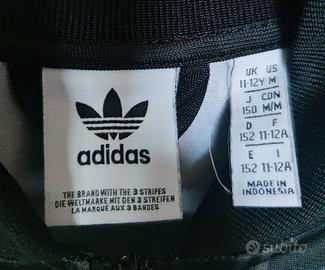 adidas
THE BRAND WITH THE 3 STRIPES
DIE WELTMARKE MIT DEN 3 STREIFEN
LA MARQUE AUX 3 BANDES
UK US
11-12Y M
J CON
150 M/M
D F
152 11-12A
E I
152 11-12A
MADE IN
INDONESIA
subito